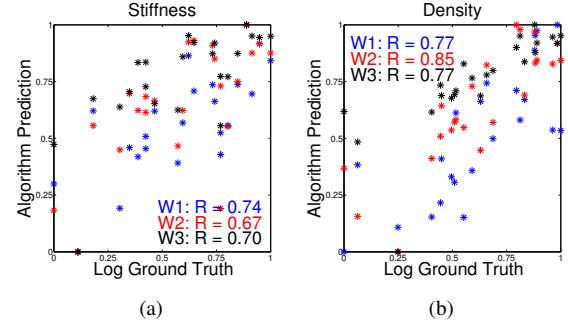 Stiffness
Algorithm Prediction
1
0.75
0.5
0.25
0
0
0.25
0.5
0.75
1
W1: R = 0.74
W2: R = 0.67
W3: R = 0.70
Log Ground Truth
(a)
Density
Algorithm Prediction
1
0.75
0.5
0.25
0
0
0.25
0.5
0.75
1
W1: R = 0.77
W2: R = 0.85
W3: R = 0.77
Log Ground Truth
(b)